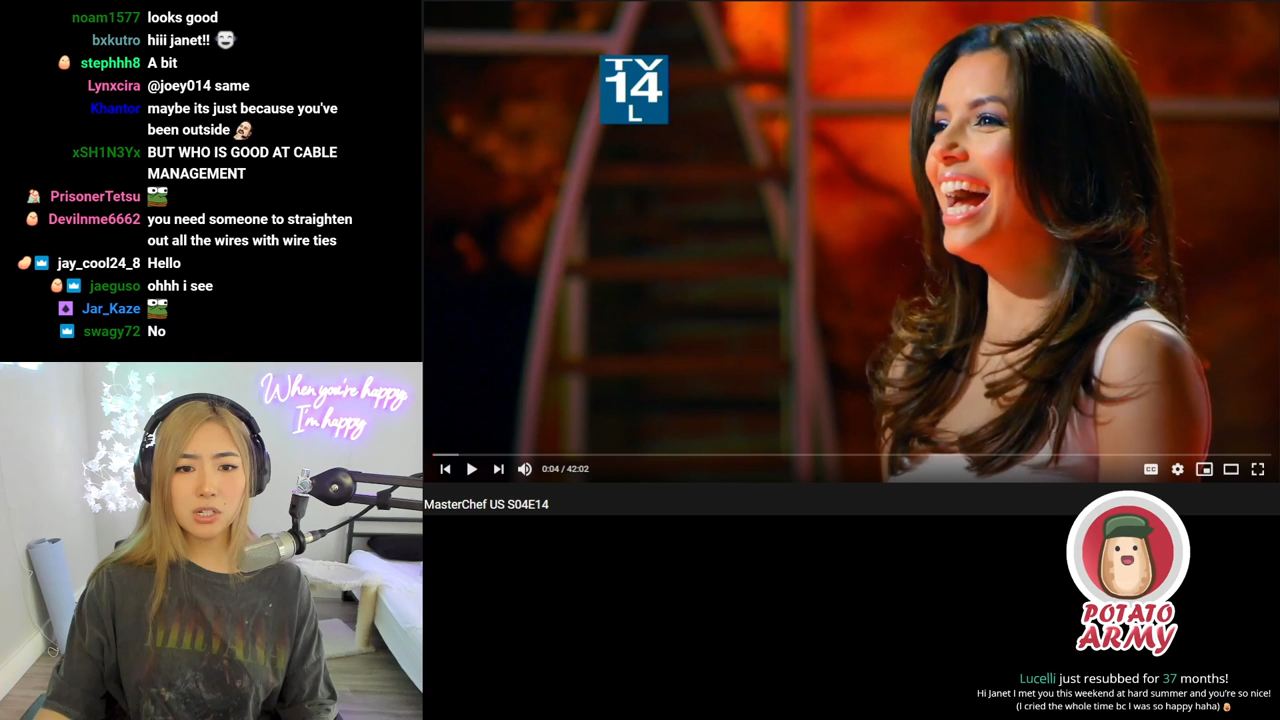 noam1577 looks good
bxkutro hiii janet!!
stephhh8 A bit
Lynxcira @joey014 same
Khantor maybe its just because you've
been outside
xSH1N3Yx BUT WHO IS GOOD AT CABLE
MANAGEMENT
PrisonerTetsu
Devilnme6662 you need someone to straighten
out all the wires with wire ties
jay_cool24_8 Hello
jaeguso ohhh i see
Jar_Kaze
swagy72 No
When you're happy,
I'm happy
NIRVANA
TV
14
L
0:04 / 42:02
CC
MasterChef US S04E14
POTATO
ARMY
Lucelli just resubbed for 37 months!
Hi Janet I met you this weekend at hard summer and you're so nice!
(I cried the whole time bc I was so happy haha)